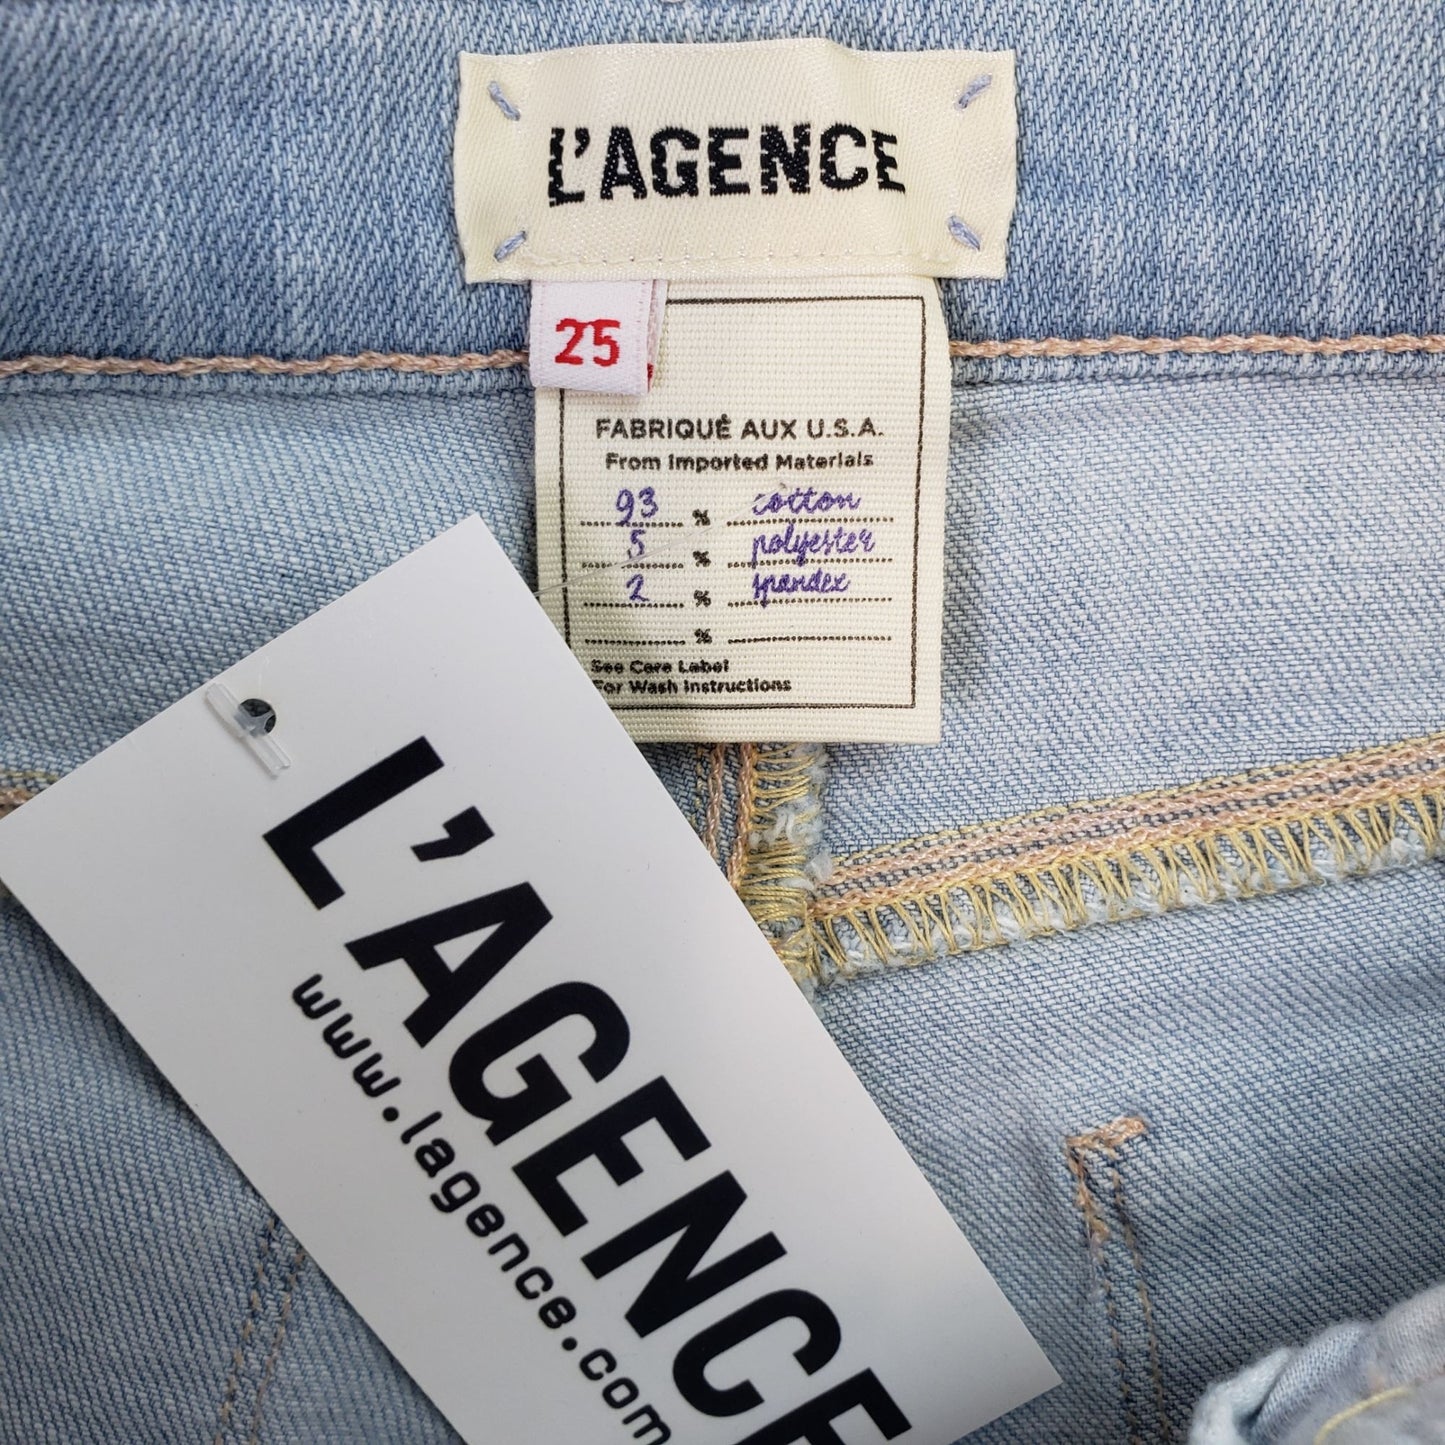 L'AGENCE
25
FABRIQUÉ AUX U.S.A.
From Imported Materials
93 % cotton
5 % polyester
2 % spandex
%
See Care Label
For Wash Instructions
L'AGENCE
www.lagence.com